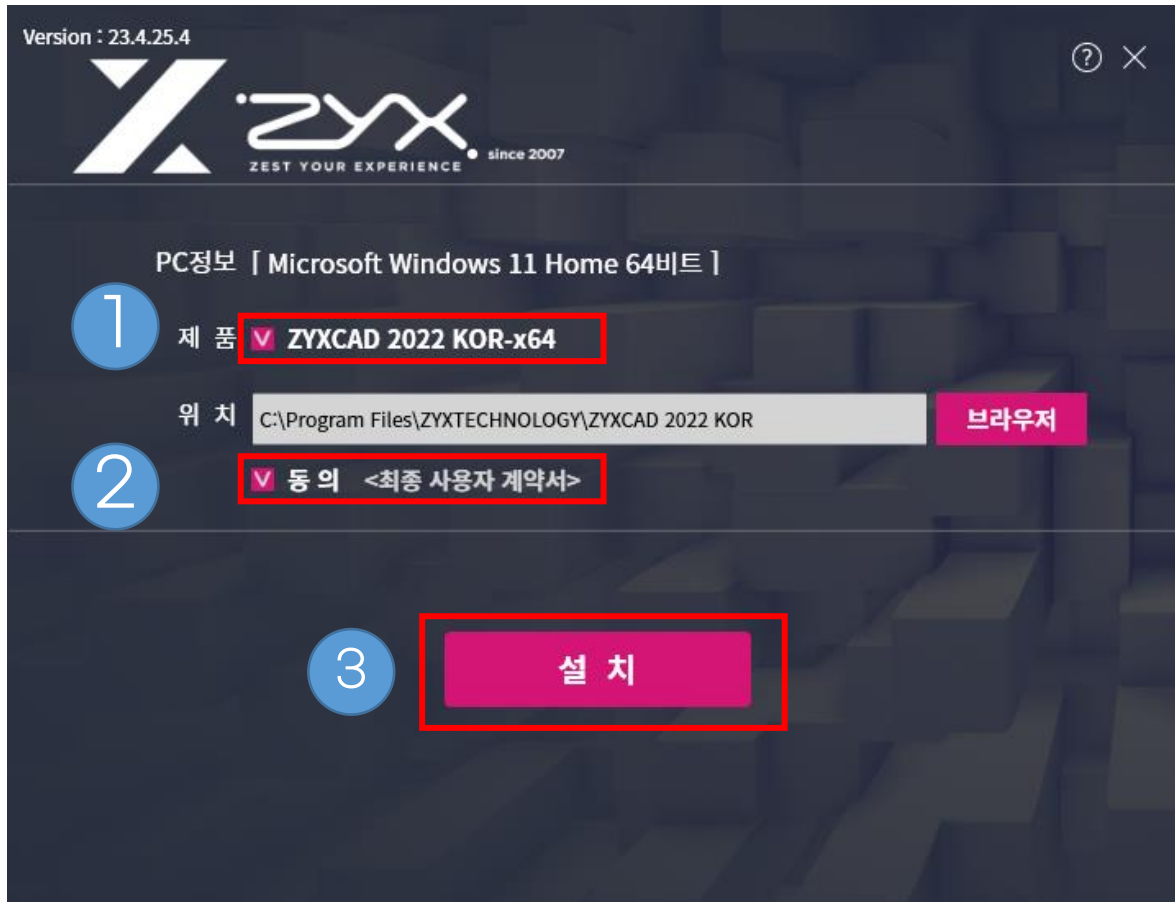 Version : 23.4.25.4
ZYX
ZEST YOUR EXPERIENCE since 2007
PC정보 [ Microsoft Windows 11 Home 64비트 ]
1 제 품 V ZYXCAD 2022 KOR-x64
위 치 C:\Program Files\ZYXTECHNOLOGY\ZYXCAD 2022 KOR 브라우저
2 V 동 의 <최종 사용자 계약서>
3 설 치